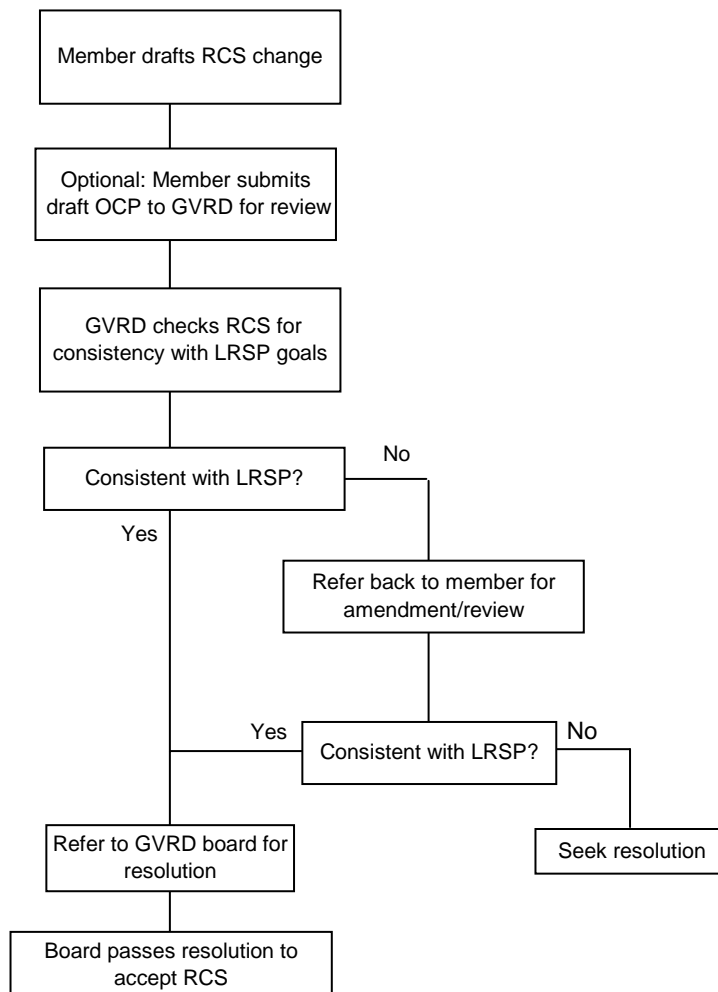 Member drafts RCS change
Optional: Member submits
draft OCP to GVRD for review
GVRD checks RCS for
consistency with LRSP goals
Consistent with LRSP?
No
Yes
Refer back to member for
amendment/review
Yes
Consistent with LRSP?
No
Refer to GVRD board for
resolution
Seek resolution
Board passes resolution to
accept RCS